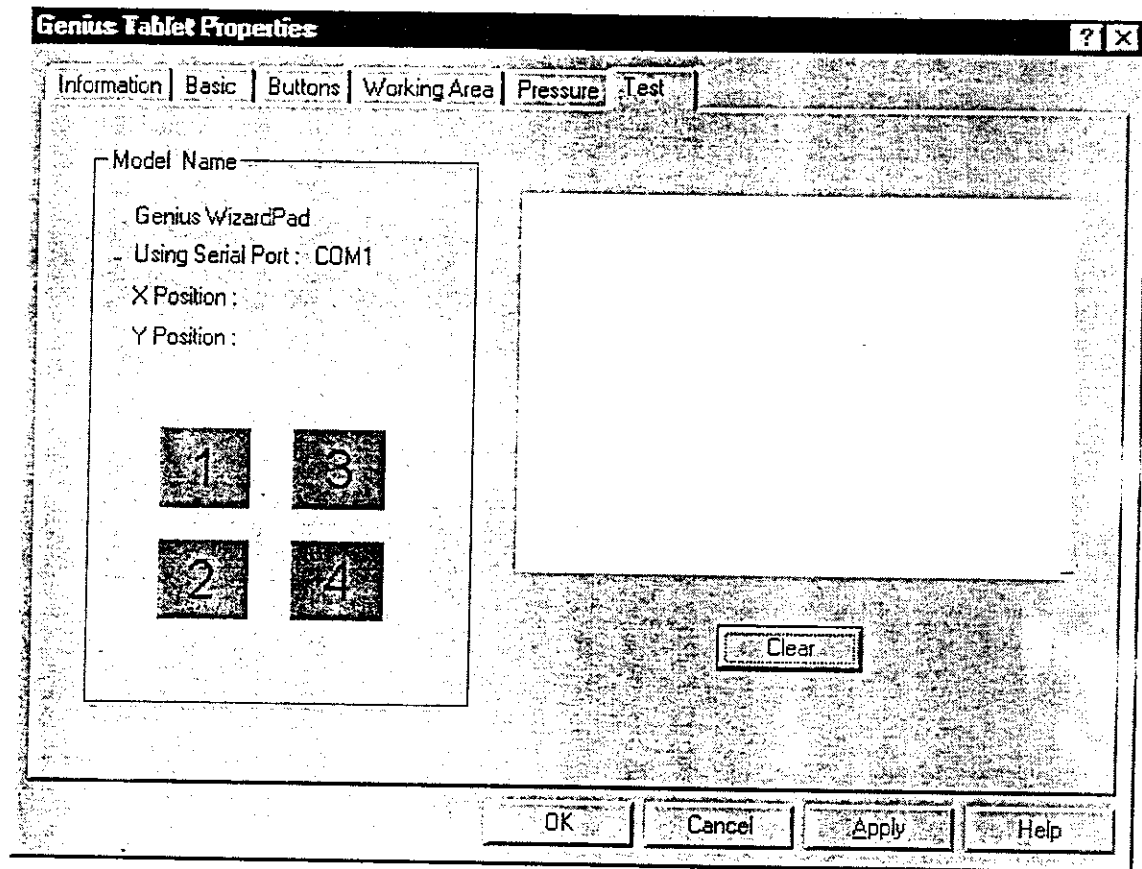 Genius Tablet Properties
? X
Information Basic Buttons Working Area Pressure Test
Model Name
Genius WizardPad
Using Serial Port : COM1
X Position :
Y Position :
1 3
2 4
Clear
OK Cancel Apply Help